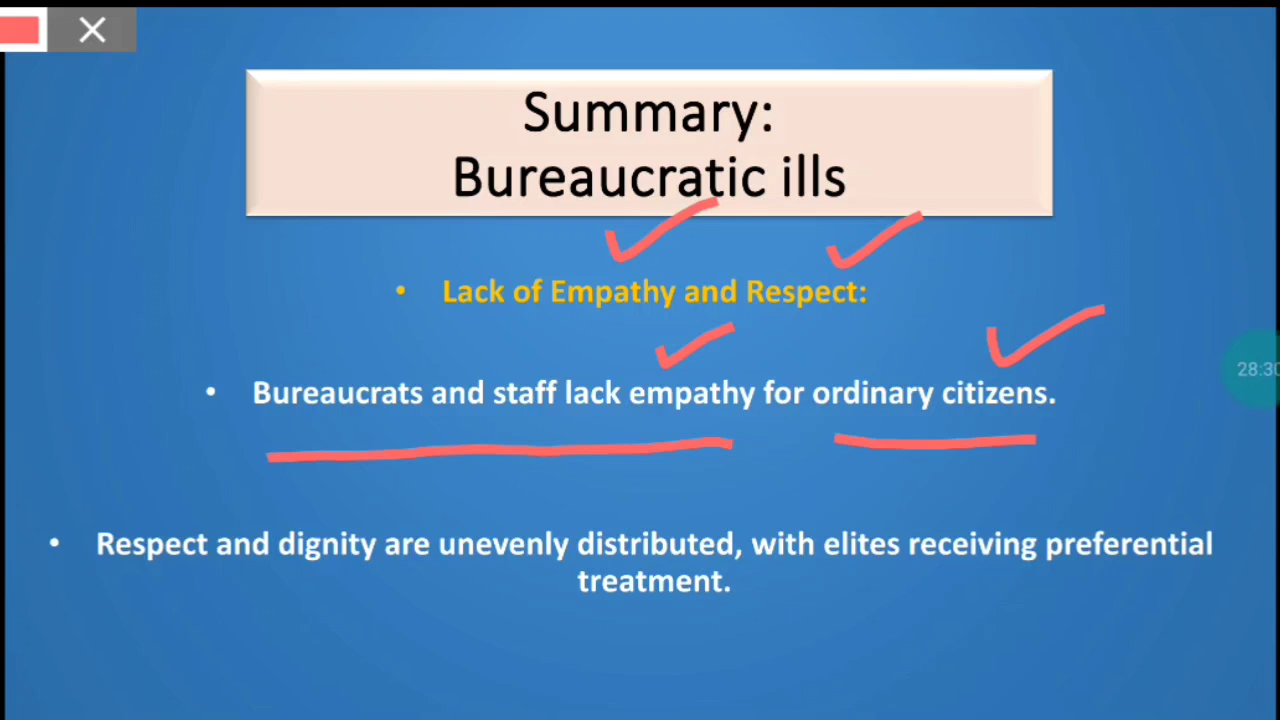 Summary:
Bureaucratic ills
• Lack of Empathy and Respect:
• Bureaucrats and staff lack empathy for ordinary citizens.
• Respect and dignity are unevenly distributed, with elites receiving preferential
treatment.
28:30